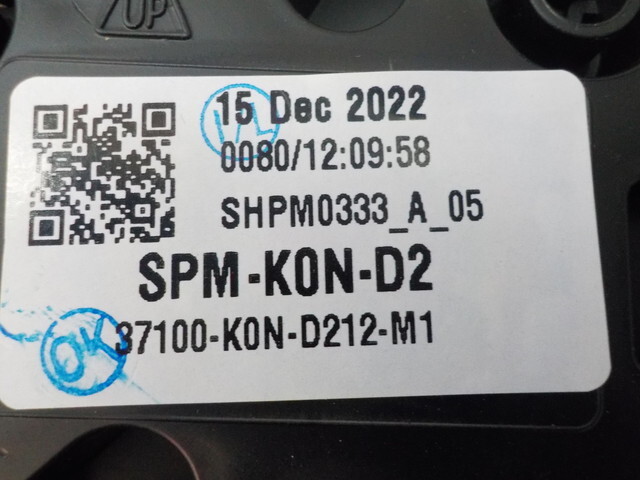 UP
15 Dec 2022
0080/12:09:58
SHPM0333_A_05
SPM-K0N-D2
37100-K0N-D212-M1
OK